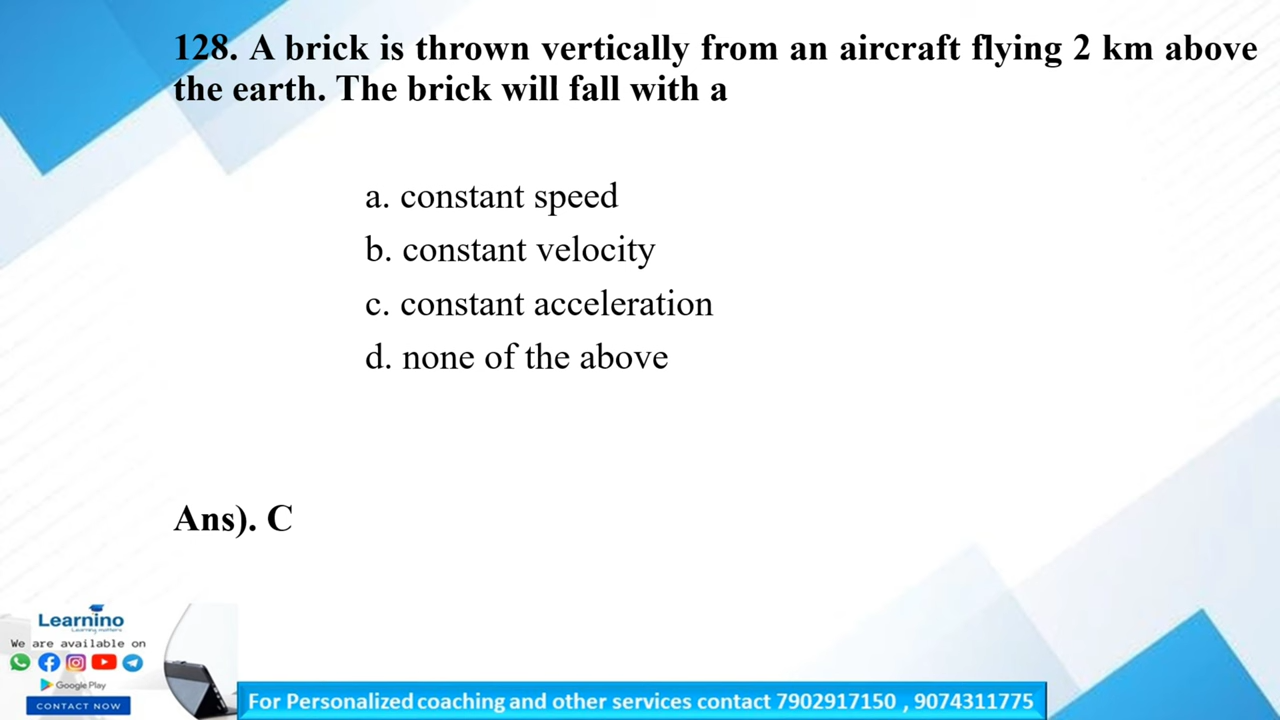 128. A brick is thrown vertically from an aircraft flying 2 km above
the earth. The brick will fall with a
a. constant speed
b. constant velocity
c. constant acceleration
d. none of the above
Ans). C
Learnino
Learning matters
We are available on
Google Play
CONTACT NOW
For Personalized coaching and other services contact 7902917150 , 9074311775